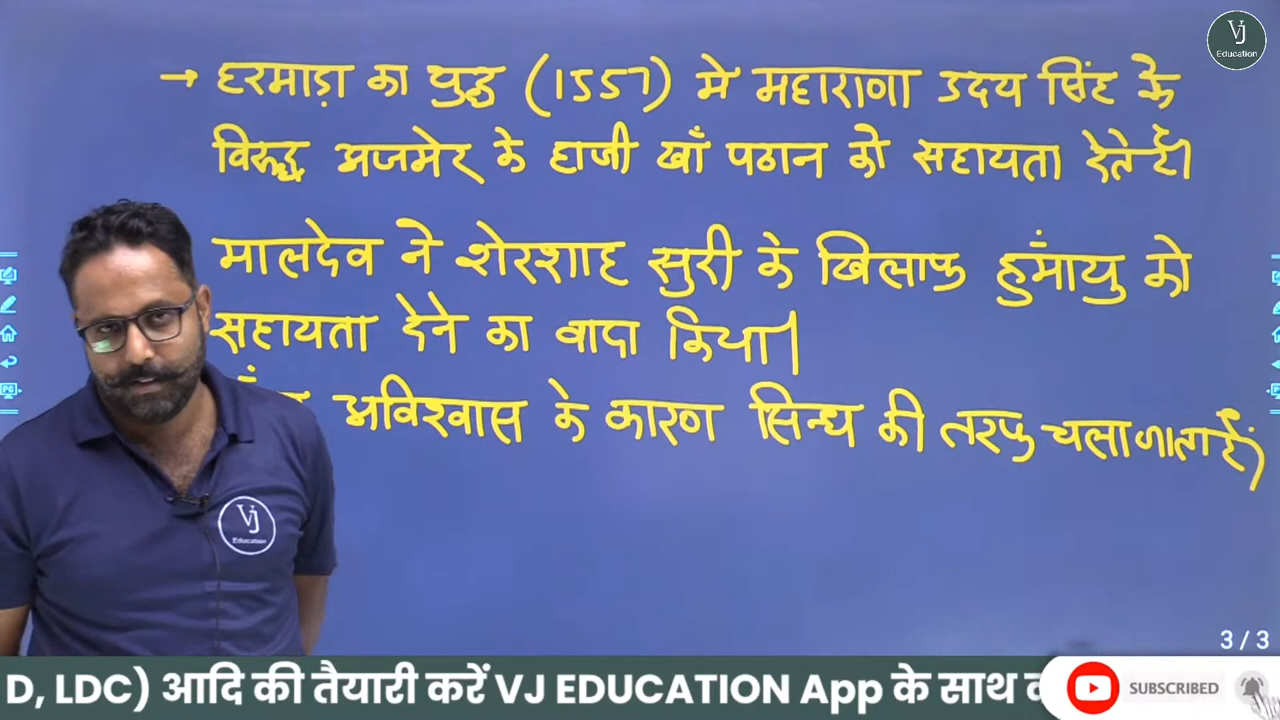 VJ
Education
→ हरमाड़ा का युद्ध (1557) मे महाराणा उदय सिंह के
विरुद्ध अजमेर के हाजी खाँ पठान को सहायता देते है।
मालदेव ने शेरशाह सुरी के खिलाफ हुँमायु को
सहायता देने का वादा किया।
अविश्वास के कारण सिन्ध की तरफ चला जाता है।
VJ
Education
3 / 3
D, LDC) आदि की तैयारी करें VJ EDUCATION App के साथ
SUBSCRIBED